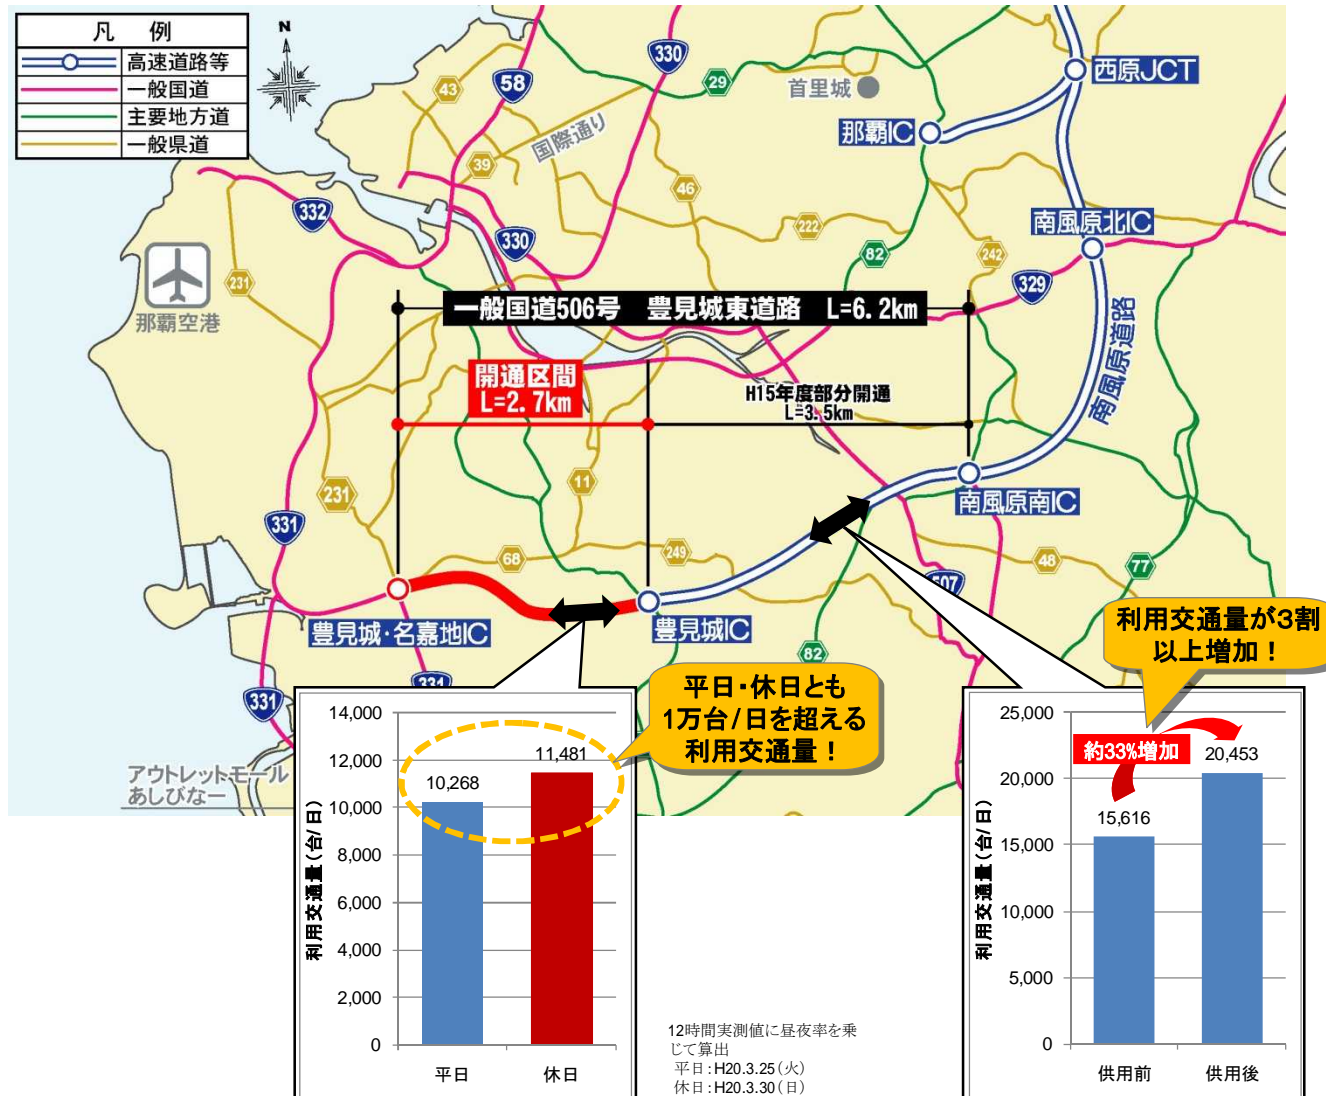 凡 例
高速道路等
一般国道
主要地方道
一般県道
N
330
58
43
29
首里城
西原JCT
那覇IC
国際通り
39
46
332
330
222
82
242
南風原北IC
329
231
那覇空港
一般国道506号 豊見城東道路 L=6.2km
開通区間
L=2.7km
H15年度部分開通
L=3.5km
南風原道路
231
11
331
南風原南IC
68
249
48
77
507
豊見城・名嘉地IC
豊見城IC
82
331
331
アウトレットモール
あしびなー
利用交通量が3割
以上増加！
平日・休日とも
1万台/日を超える
利用交通量！
利用交通量(台/日)
14,000
12,000
10,000
8,000
6,000
4,000
2,000
0
10,268
11,481
平日
休日
12時間実測値に昼夜率を乗
じて算出
平日：H20.3.25(火)
休日：H20.3.30(日)
利用交通量(台/日)
25,000
20,000
15,000
10,000
5,000
0
約33%増加
15,616
20,453
供用前
供用後